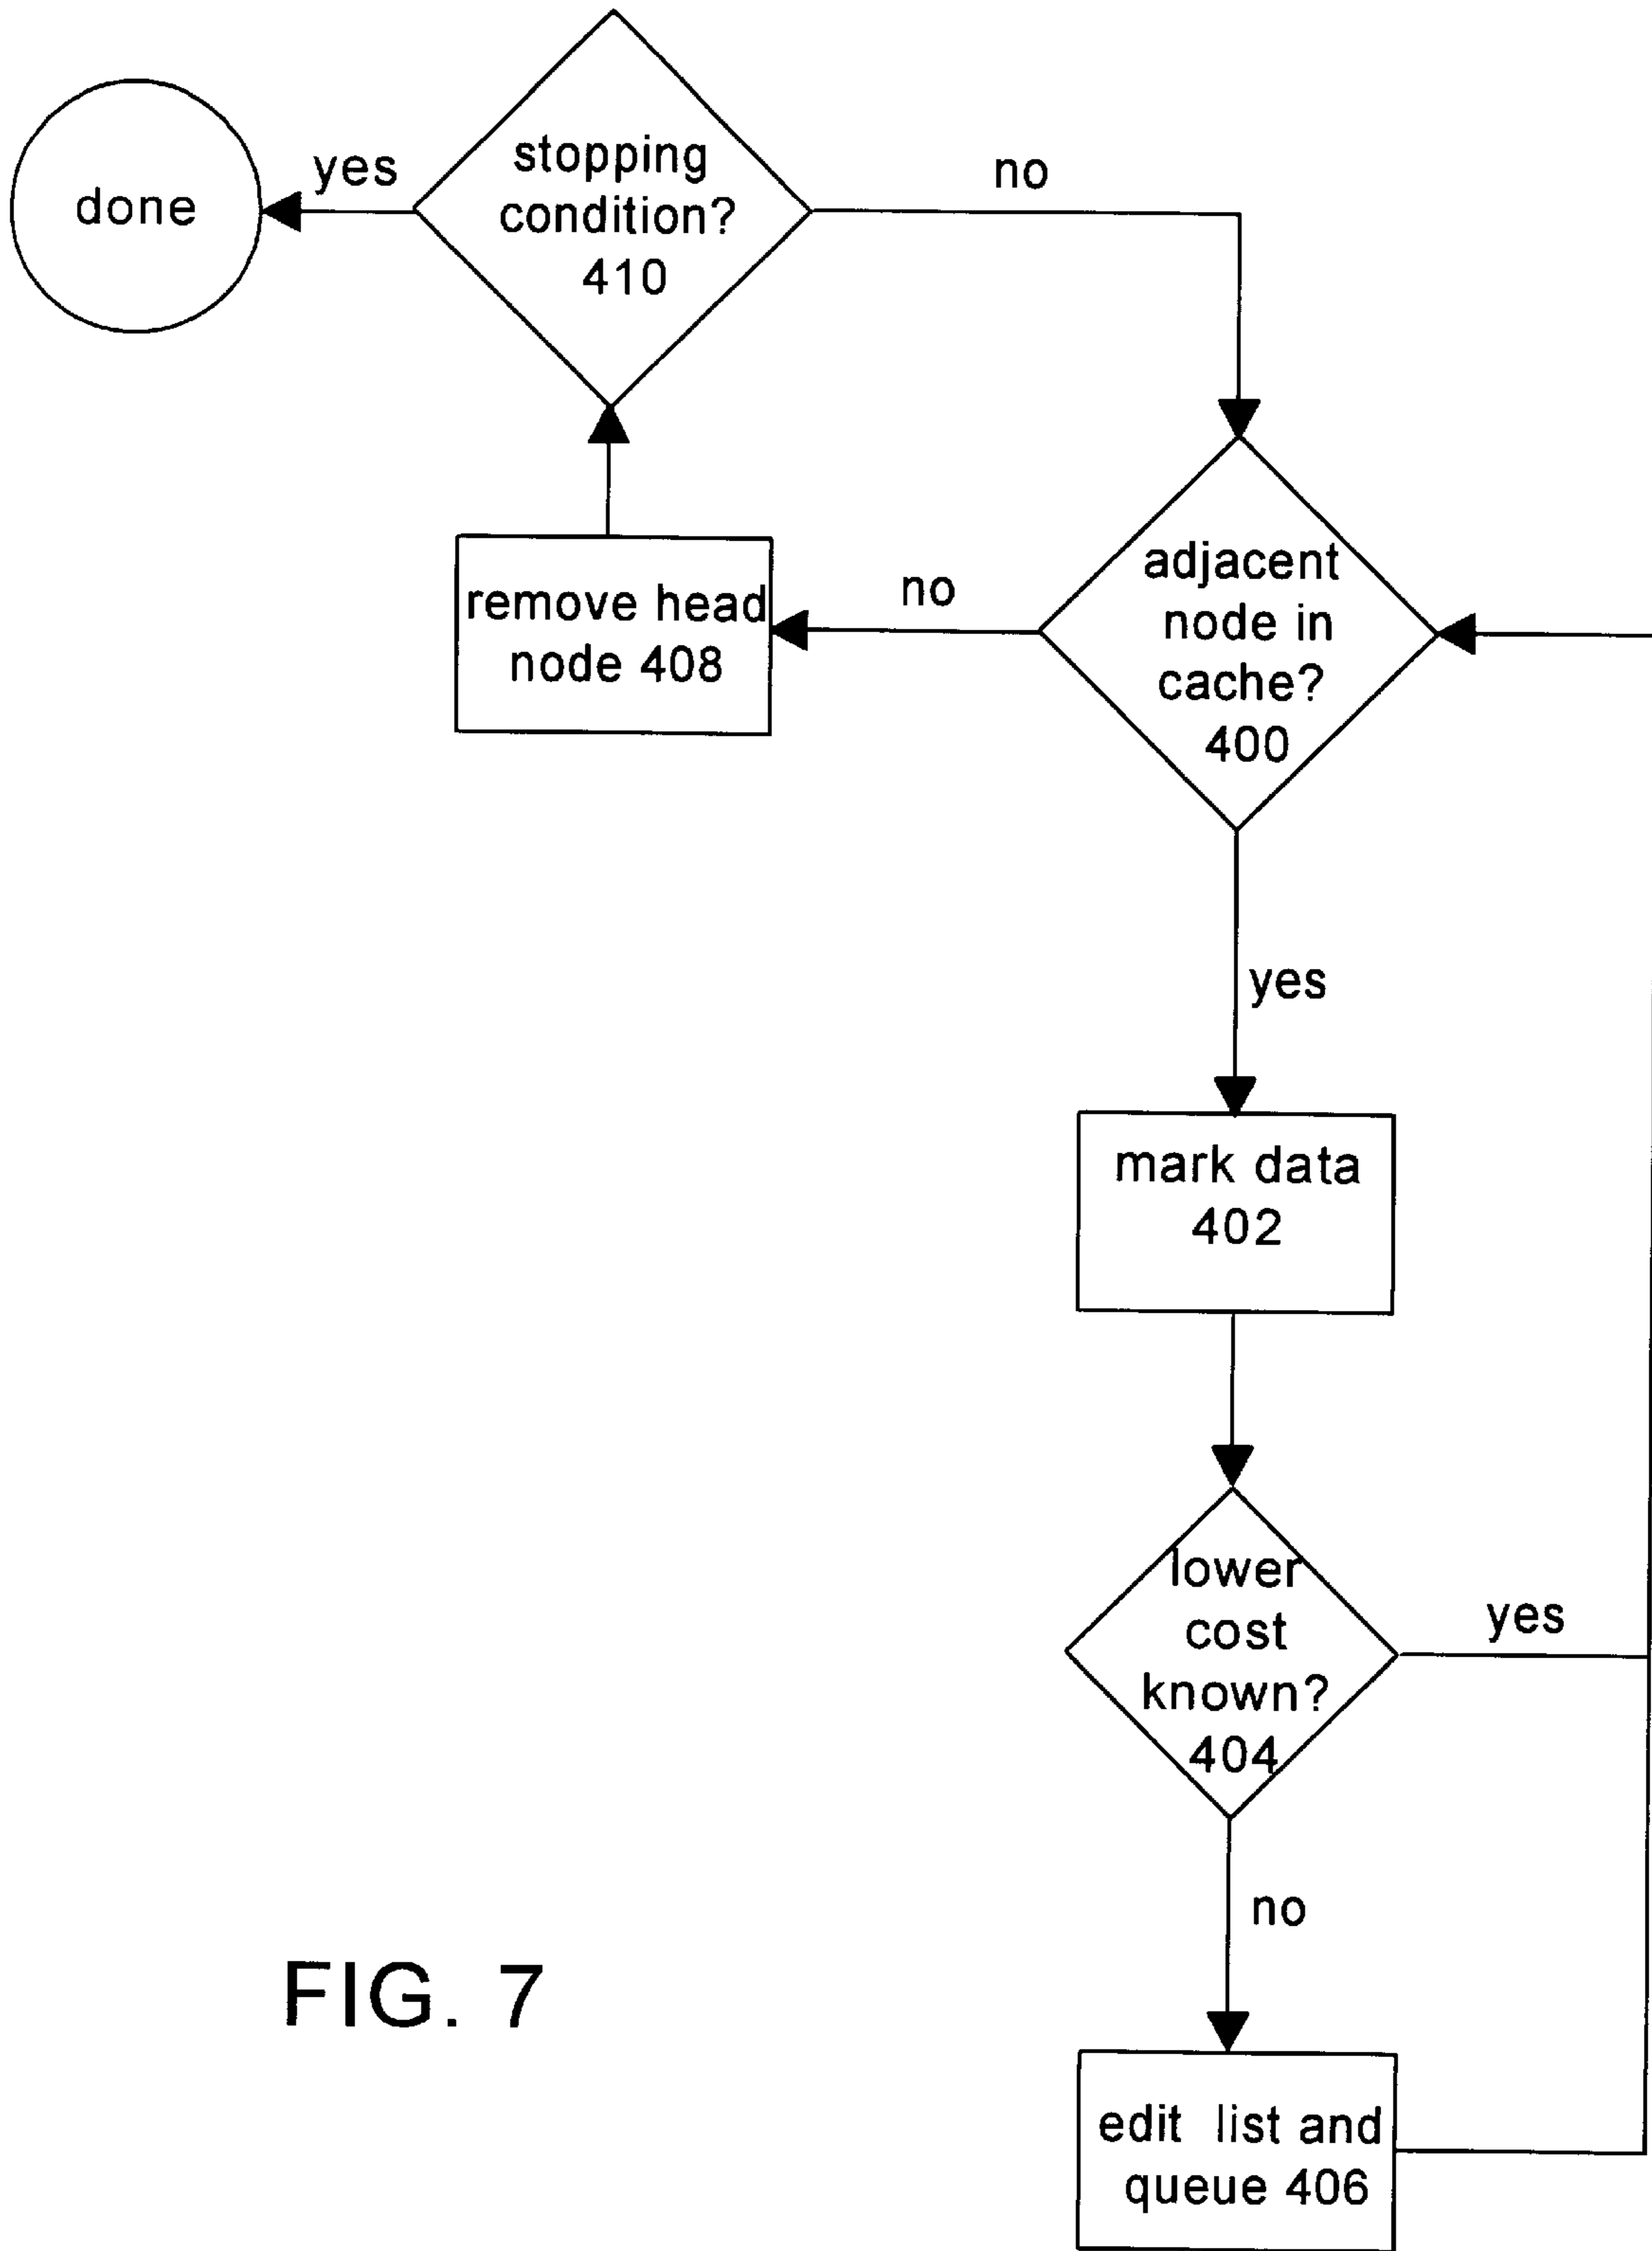 stopping
condition?
410
yes
no
done
adjacent
node in
cache?
400
no
remove head
node 408
yes
mark data
402
lower
cost
known?
404
yes
no
edit list and
queue 406
FIG. 7